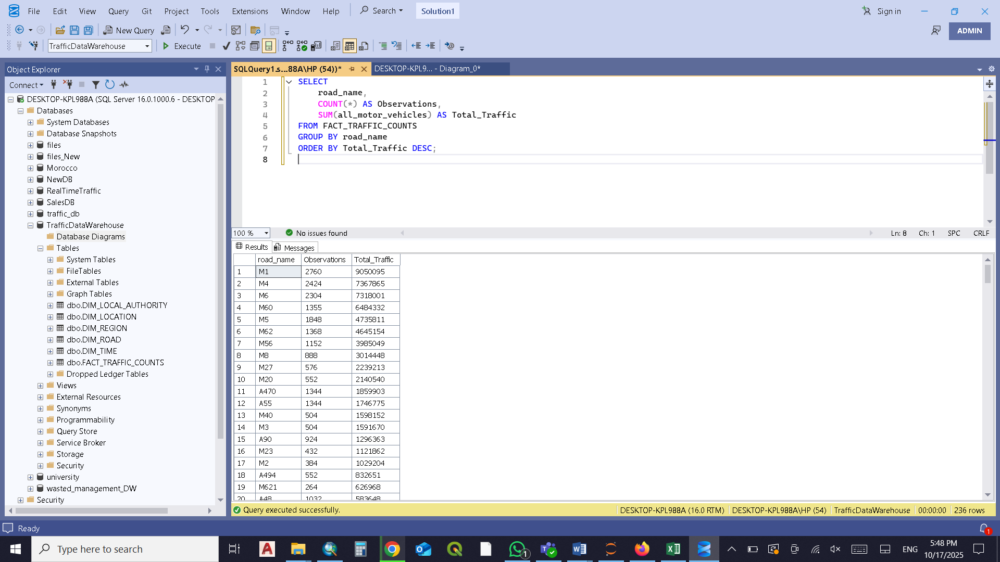 File Edit View Query Git Project Tools Extensions Window Help Search Solution1 Sign in
New Query ADMIN
TrafficDataWarehouse Execute
Object Explorer
Connect
DESKTOP-KPL988A (SQL Server 16.0.1000.6 - DESKTOP
Databases
System Databases
Database Snapshots
files
files_New
Morocco
NewDB
RealTimeTraffic
SalesDB
traffic_db
TrafficDataWarehouse
Database Diagrams
Tables
System Tables
FileTables
External Tables
Graph Tables
dbo.DIM_LOCAL_AUTHORITY
dbo.DIM_LOCATION
dbo.DIM_REGION
dbo.DIM_ROAD
dbo.DIM_TIME
dbo.FACT_TRAFFIC_COUNTS
Dropped Ledger Tables
Views
External Resources
Synonyms
Programmability
Query Store
Service Broker
Storage
Security
university
wasted_management_DW
Security
SQLQuery1.s...88A\HP (54))* DESKTOP-KPL9... - Diagram_0*
1 SELECT
2 road_name,
3 COUNT(*) AS Observations,
4 SUM(all_motor_vehicles) AS Total_Traffic
5 FROM FACT_TRAFFIC_COUNTS
6 GROUP BY road_name
7 ORDER BY Total_Traffic DESC;
8
100 % No issues found Ln: 8 Ch: 1 SPC CRLF
Results Messages
road_name Observations Total_Traffic
1 M1 2760 9050095
2 M4 2424 7367865
3 M6 2304 7318001
4 M60 1355 6484332
5 M5 1848 4735811
6 M62 1368 4645154
7 M56 1152 3985049
8 M8 888 3014448
9 M27 576 2239213
10 M20 552 2140540
11 A470 1344 1859903
12 A55 1344 1746775
13 M40 504 1598152
14 M3 504 1591670
15 A90 924 1296363
16 M23 432 1121862
17 M2 384 1029204
18 A494 552 832651
19 M621 264 626968
20 A48 1032 583648
Query executed successfully. DESKTOP-KPL988A (16.0 RTM) DESKTOP-KPL988A\HP (54) TrafficDataWarehouse 00:00:00 236 rows
Ready 1
Type here to search 1 ENG 5:48 PM
10/17/2025